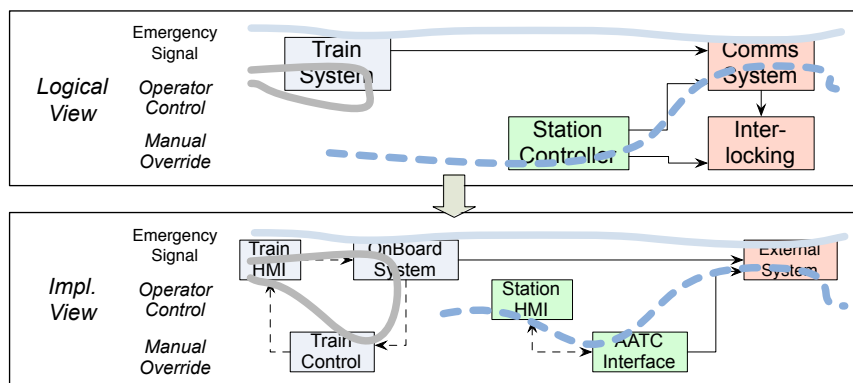 Emergency
Signal
Train
System
Comms
System
Logical
View
Operator
Control
Manual
Override
Station
Controller
Inter-
locking
Emergency
Signal
Train
HMI
OnBoard
System
External
System
Impl.
View
Operator
Control
Station
HMI
Manual
Override
Train
Control
AATC
Interface